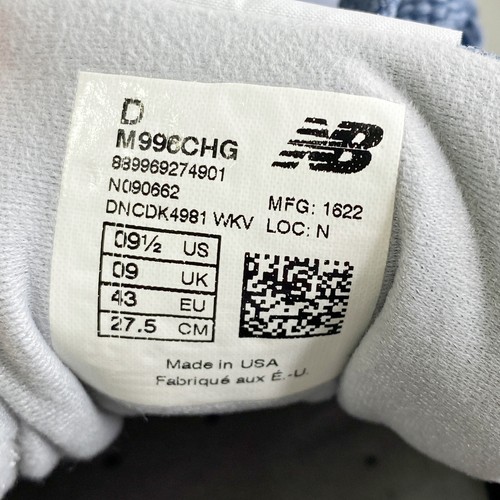 D
M996CHG
889969274901
N090662
DNCDK4981 WKV
NB
MFG: 1622
LOC: N
09½ US
09 UK
43 EU
27.5 CM
Made in USA
Fabriqué aux É.-U.